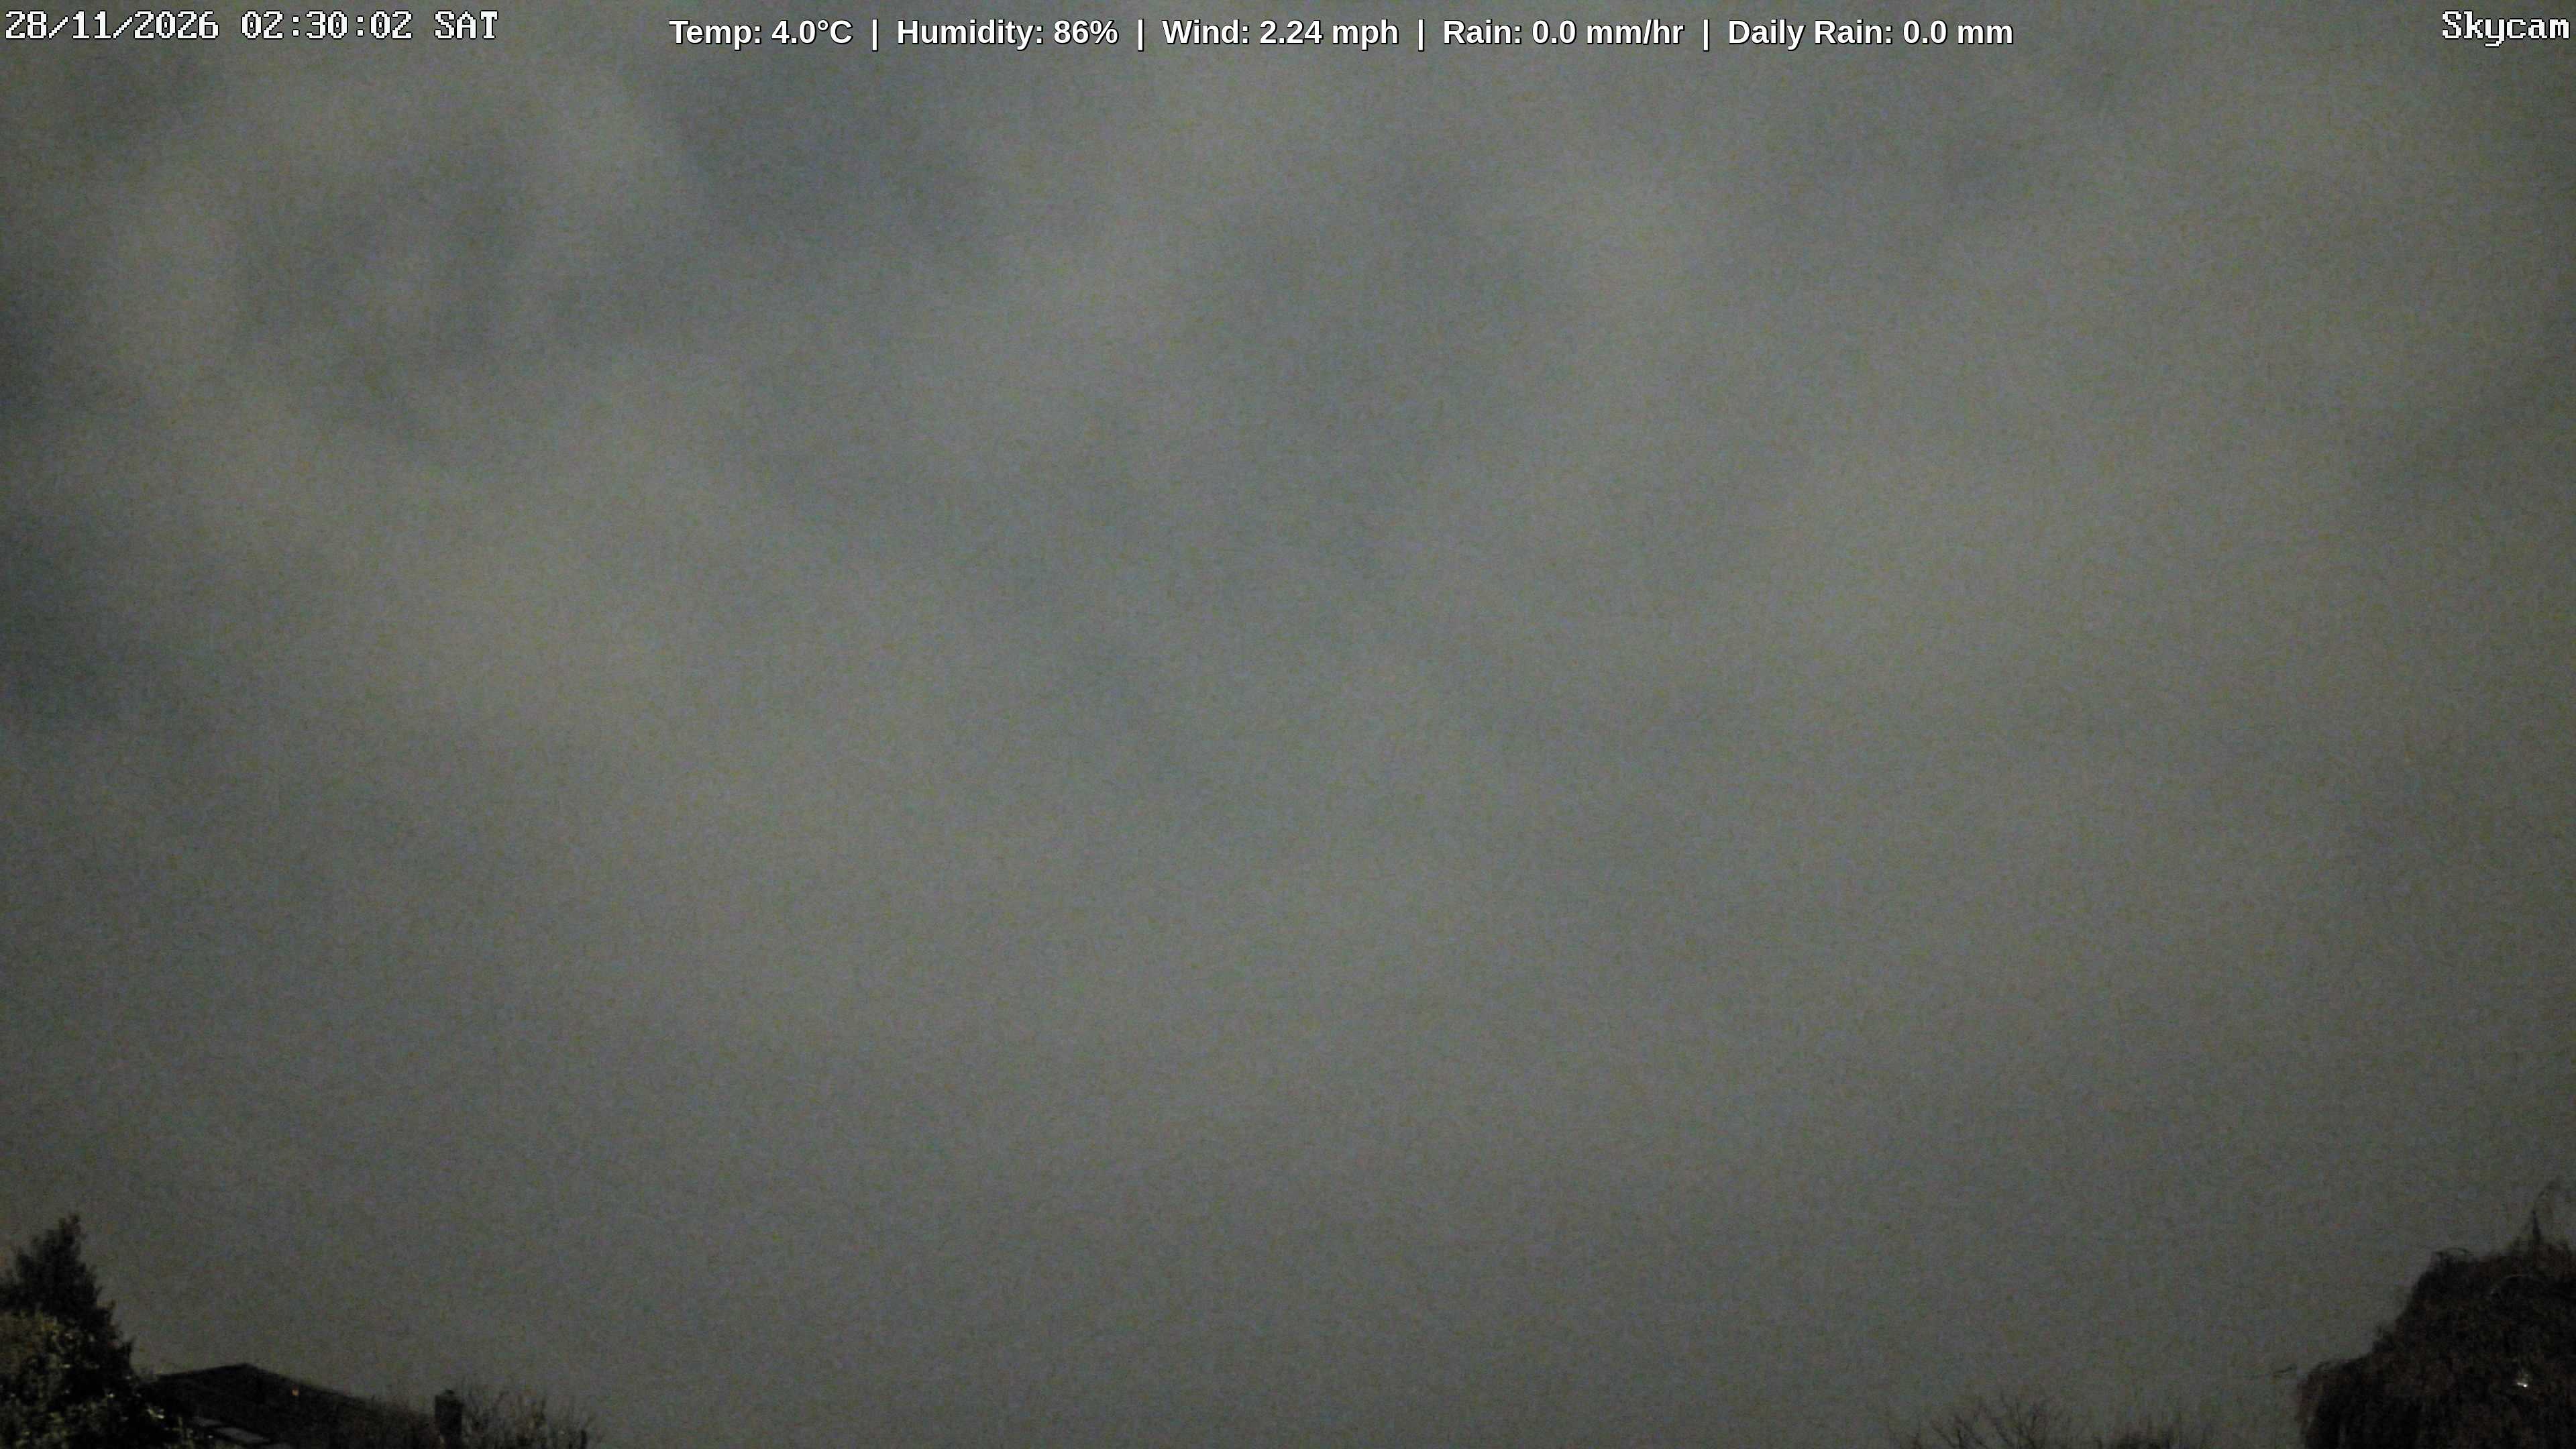 28/11/2026 02:30:02 SAT
Temp: 4.0°C | Humidity: 86% | Wind: 2.24 mph | Rain: 0.0 mm/hr | Daily Rain: 0.0 mm
Skycam